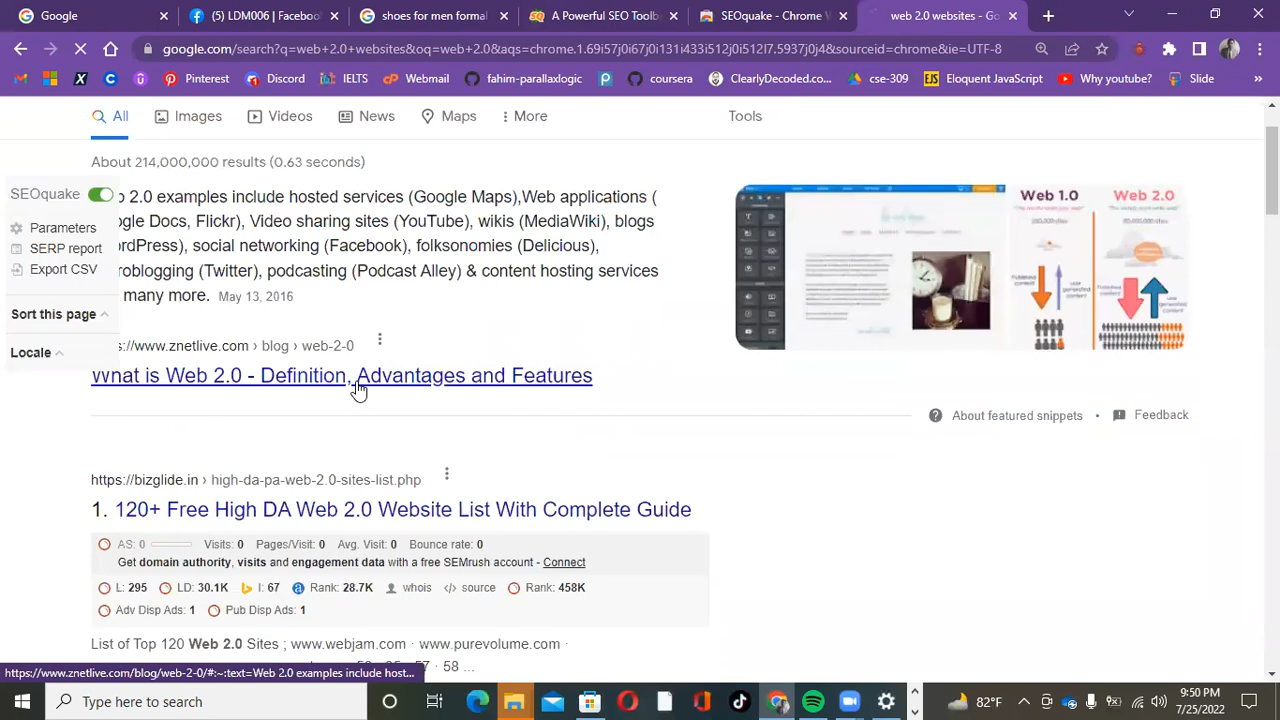 Google
(5) DM006 | Facebook
Google Search
A Powerful SEO Toolb
SEOquake - Chrome W
web 2.0 websites - Go
google.com/search?q=web+2.0+websites&oq=web+2.0&aqs=chrome.1.69i57j0i67j0i131i433i512j0i512l7.5937j0j4&sourceid=chrome&ie=UTF-8
Pinterest
Discord
IELTS
Webmail
fahim-parallaxlogic
coursera
ClearlyDecoded.co...
cse-309
EJS Eloquent JavaScript
Why youtube?
Slide
»
All
Images
Videos
News
Maps
More
Tools
About 214,000,000 results (0.63 seconds)
SEOquake
Parameters
SERP report
Export CSV
Sort this page
Locale
2.0 examples include hosted services (Google Maps),Web applications (
Docs, Flickr), Video sharing sites (YouTube), wikis (MediaWiki), blogs
social networking (Facebook), folksonomies (Delicious),
(Twitter), podcasting (Podcast Alley) & content hosting services
many more. May 13, 2016
Web 1.0
Web 2.0
s://www.znetlive.com › blog › web-2-0
What is Web 2.0 - Definition, Advantages and Features
About featured snippets • Feedback
https://bizglide.in › high-da-pa-web-2.0-sites-list.php
1. 120+ Free High DA Web 2.0 Website List With Complete Guide
AS: 0 Visits: 0 Pages/Visit: 0 Avg. Visit: 0 Bounce rate: 0
Get domain authority, visits and engagement data with a free SEMrush account - Connect
L: 295 LD: 30.1K I: 67 Rank: 28.7K whois source Rank: 458K
Adv Disp Ads: 1 Pub Disp Ads: 1
List of Top 120 Web 2.0 Sites ; www.webjam.com · www.purevolume.com ·
57 · 58 ...
https://www.znetlive.com/blog/web-2-0/#:~:text=Web 2.0 examples include host...
Type here to search
82°F
9:50 PM
7/25/2022